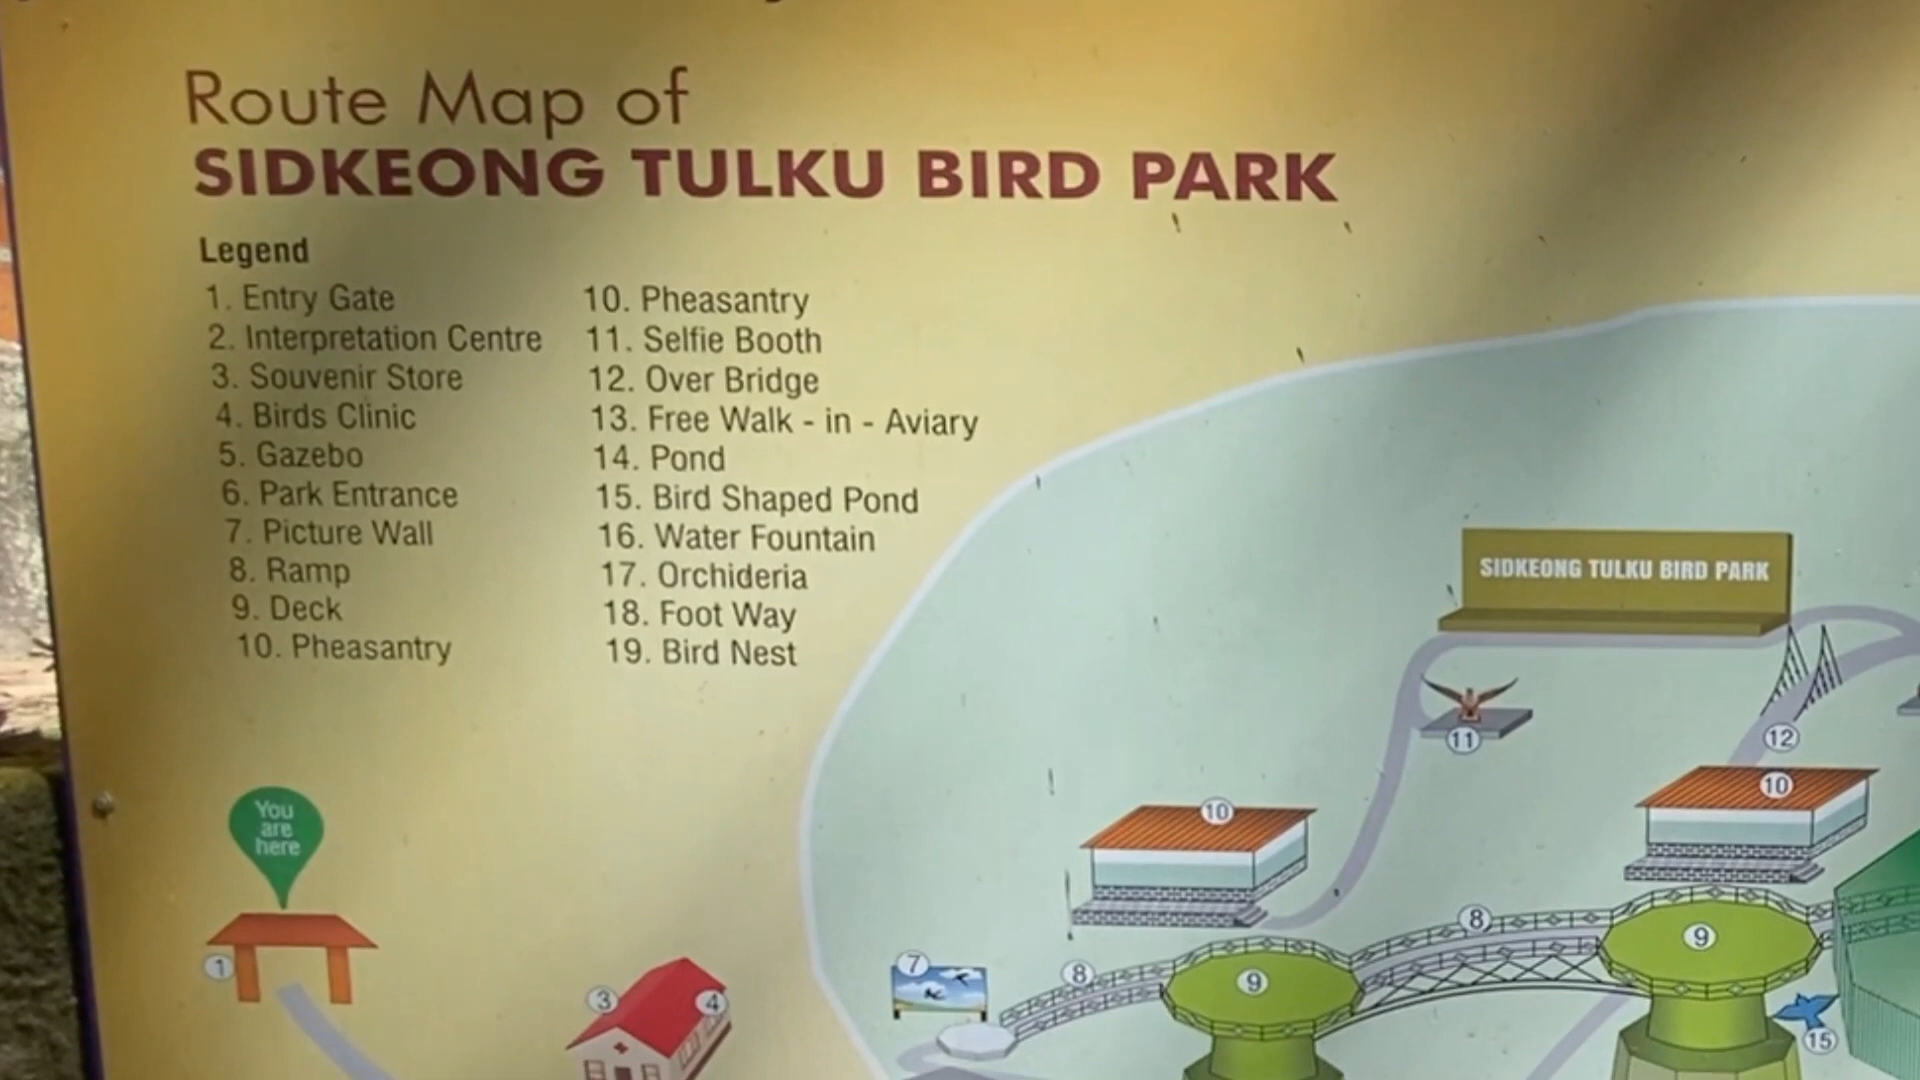 Route Map of
SIDKEONG TULKU BIRD PARK
Legend
1. Entry Gate
2. Interpretation Centre
3. Souvenir Store
4. Birds Clinic
5. Gazebo
6. Park Entrance
7. Picture Wall
8. Ramp
9. Deck
10. Pheasantry
10. Pheasantry
11. Selfie Booth
12. Over Bridge
13. Free Walk - in - Aviary
14. Pond
15. Bird Shaped Pond
16. Water Fountain
17. Orchideria
18. Foot Way
19. Bird Nest
SIDKEONG TULKU BIRD PARK
11
12
10
10
You
are
here
1
3
4
7
8
9
8
9
15